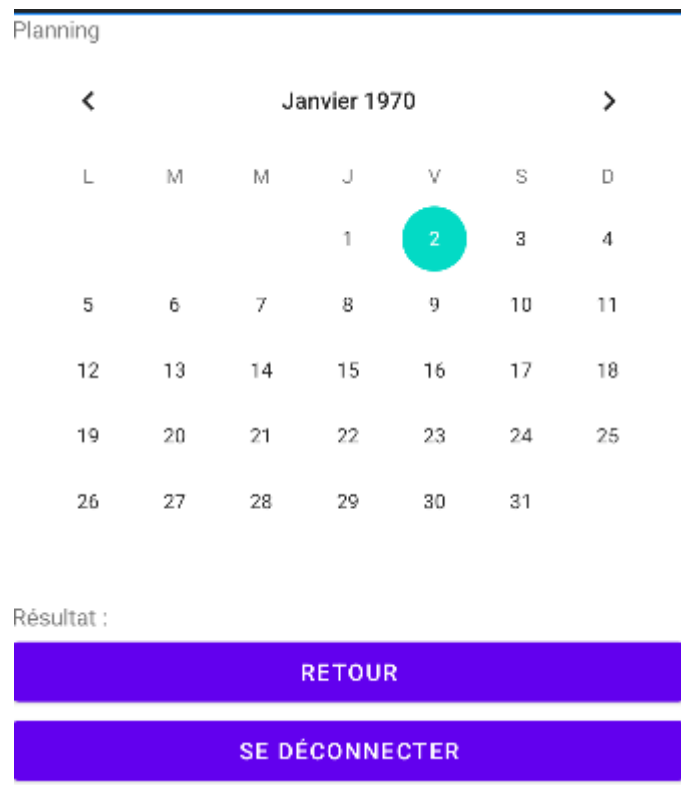 Planning
Janvier 1970
L M M J V S D
1 2 3 4
5 6 7 8 9 10 11
12 13 14 15 16 17 18
19 20 21 22 23 24 25
26 27 28 29 30 31
Résultat :
RETOUR
SE DÉCONNECTER